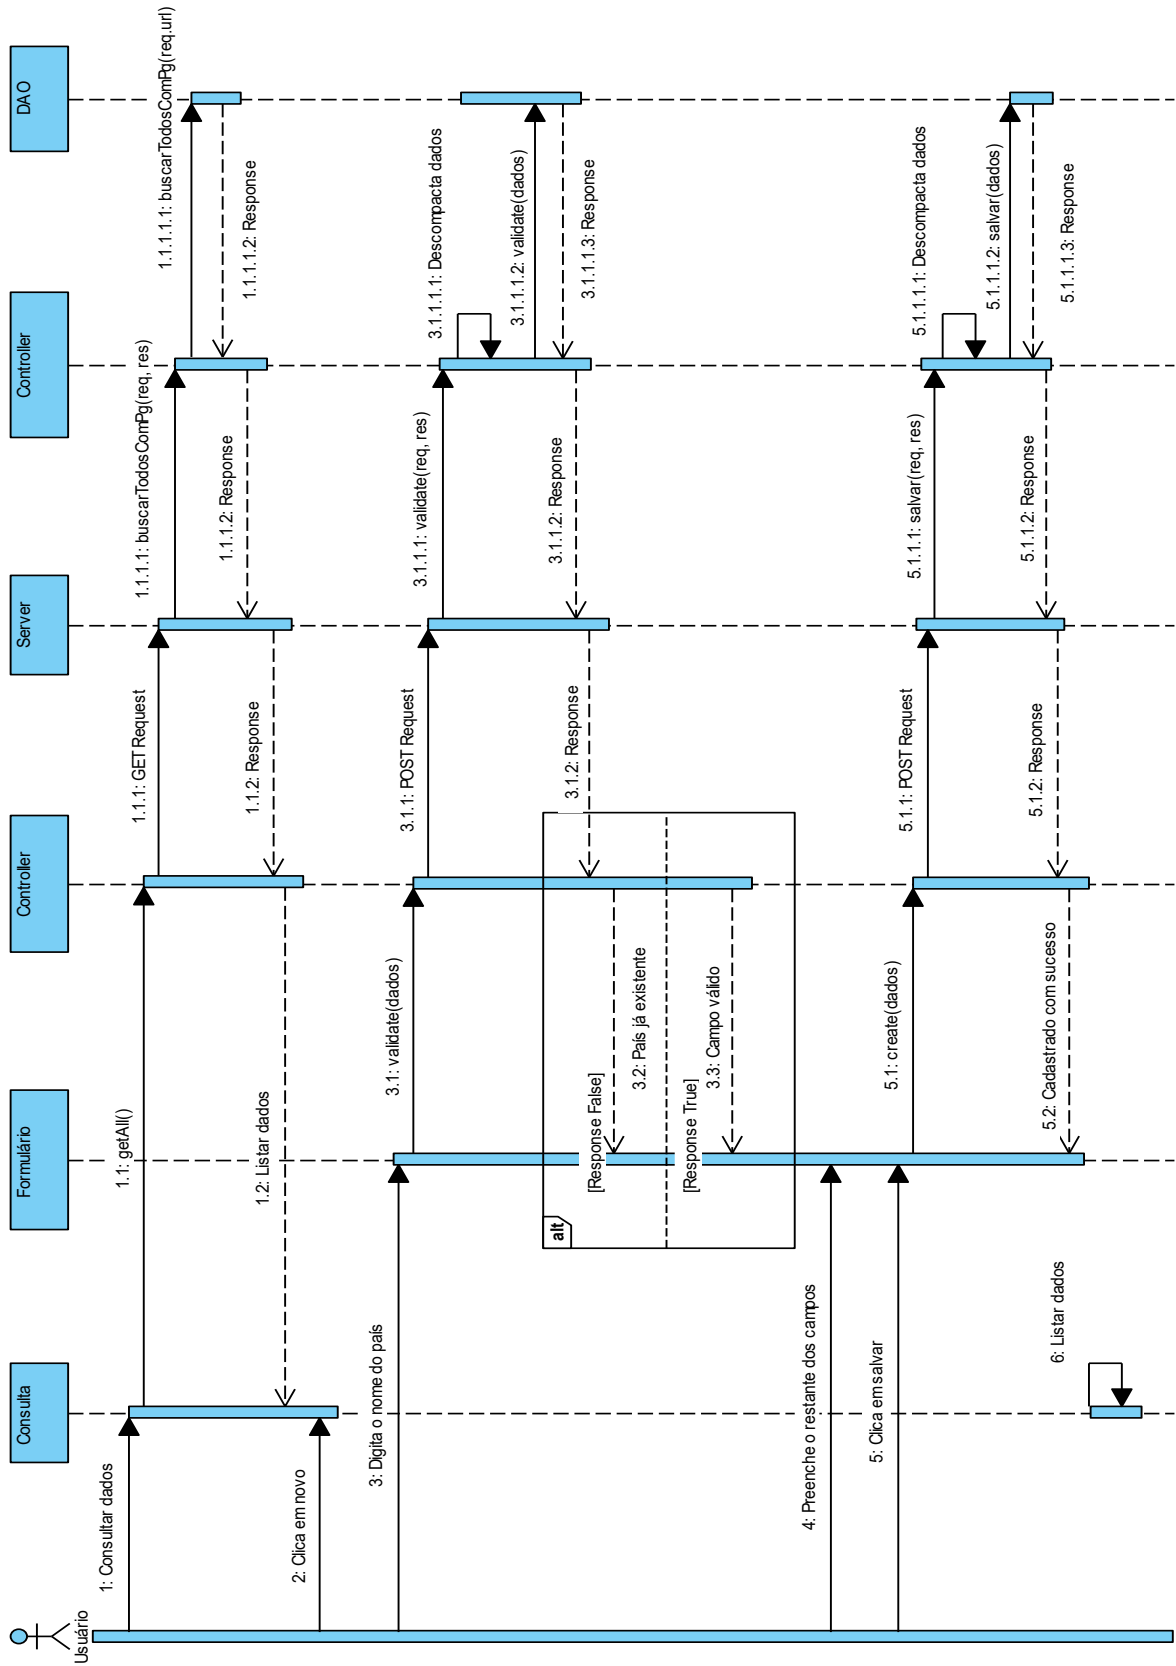 Usuário
Consulta
Formulário
Controller
Server
Controller
DAO
1: Consultar dados
1.1: getAll()
1.1.1: GET Request
1.1.1.1: buscarTodosComPg(req, res)
1.1.1.1.1: buscarTodosComPg(req.url)
1.1.1.1.2: Response
1.1.1.2: Response
1.1.2: Response
1.2: Listar dados
2: Clica em novo
3: Digita o nome do país
3.1: validate(dados)
3.1.1: POST Request
3.1.1.1: validate(req, res)
3.1.1.1.1: Descompacta dados
3.1.1.1.2: validate(dados)
3.1.1.1.3: Response
3.1.1.2: Response
3.1.2: Response
alt
[Response False]
3.2: País já existente
[Response True]
3.3: Campo válido
4: Preenche o restante dos campos
5: Clica em salvar
5.1: create(dados)
5.1.1: POST Request
5.1.1.1: salvar(req, res)
5.1.1.1.1: Descompacta dados
5.1.1.1.2: salvar(dados)
5.1.1.1.3: Response
5.1.1.2: Response
5.1.2: Response
5.2: Cadastrado com sucesso
6: Listar dados